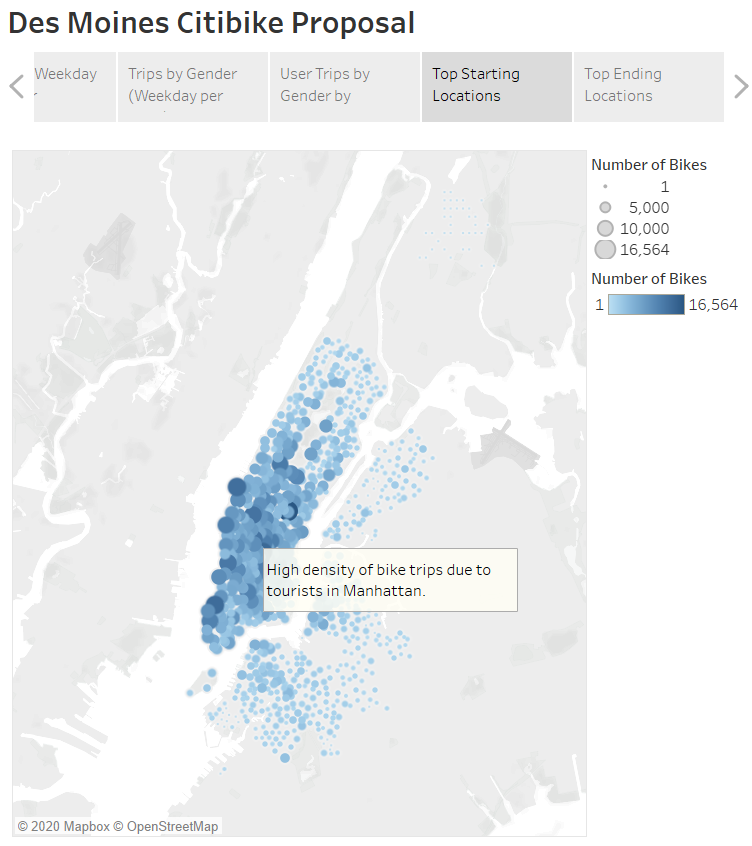 Des Moines Citibike Proposal
Weekday
Trips by Gender
(Weekday per
User Trips by
Gender by
Top Starting
Locations
Top Ending
Locations
Number of Bikes
1
5,000
10,000
16,564
Number of Bikes
1 16,564
High density of bike trips due to
tourists in Manhattan.
© 2020 Mapbox © OpenStreetMap